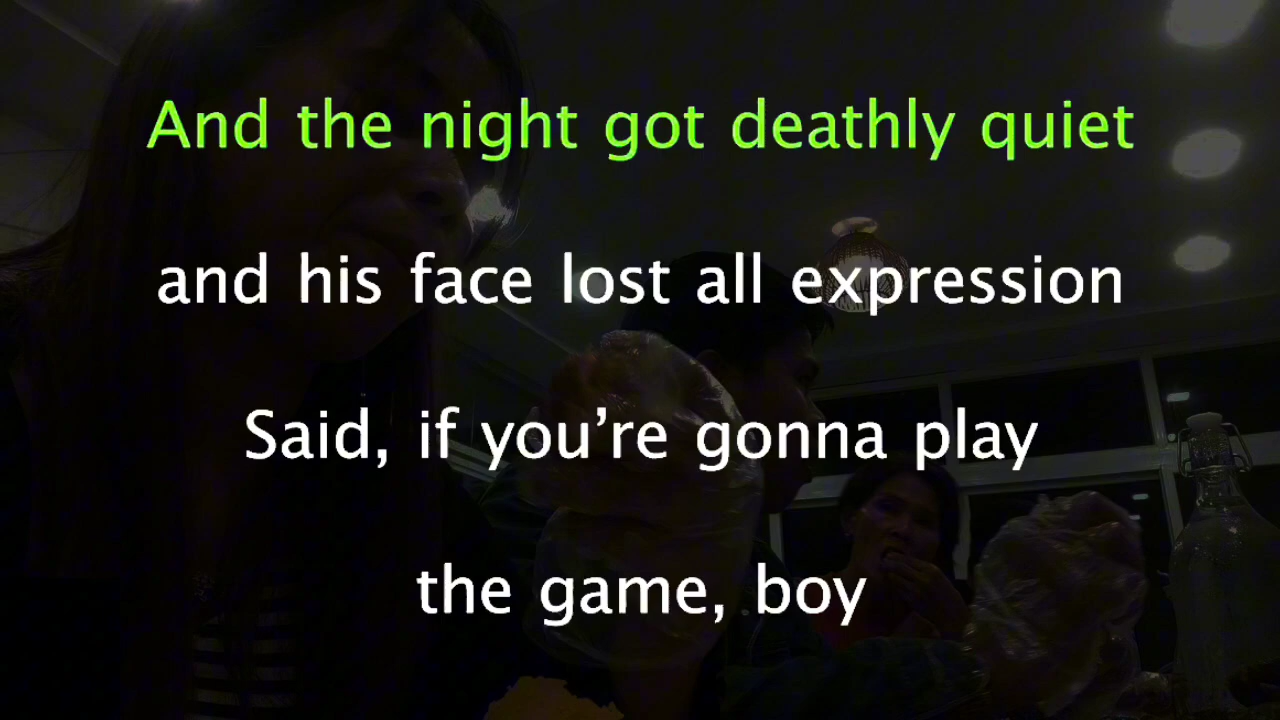 And the night got deathly quiet
and his face lost all expression
Said, if you’re gonna play
the game, boy